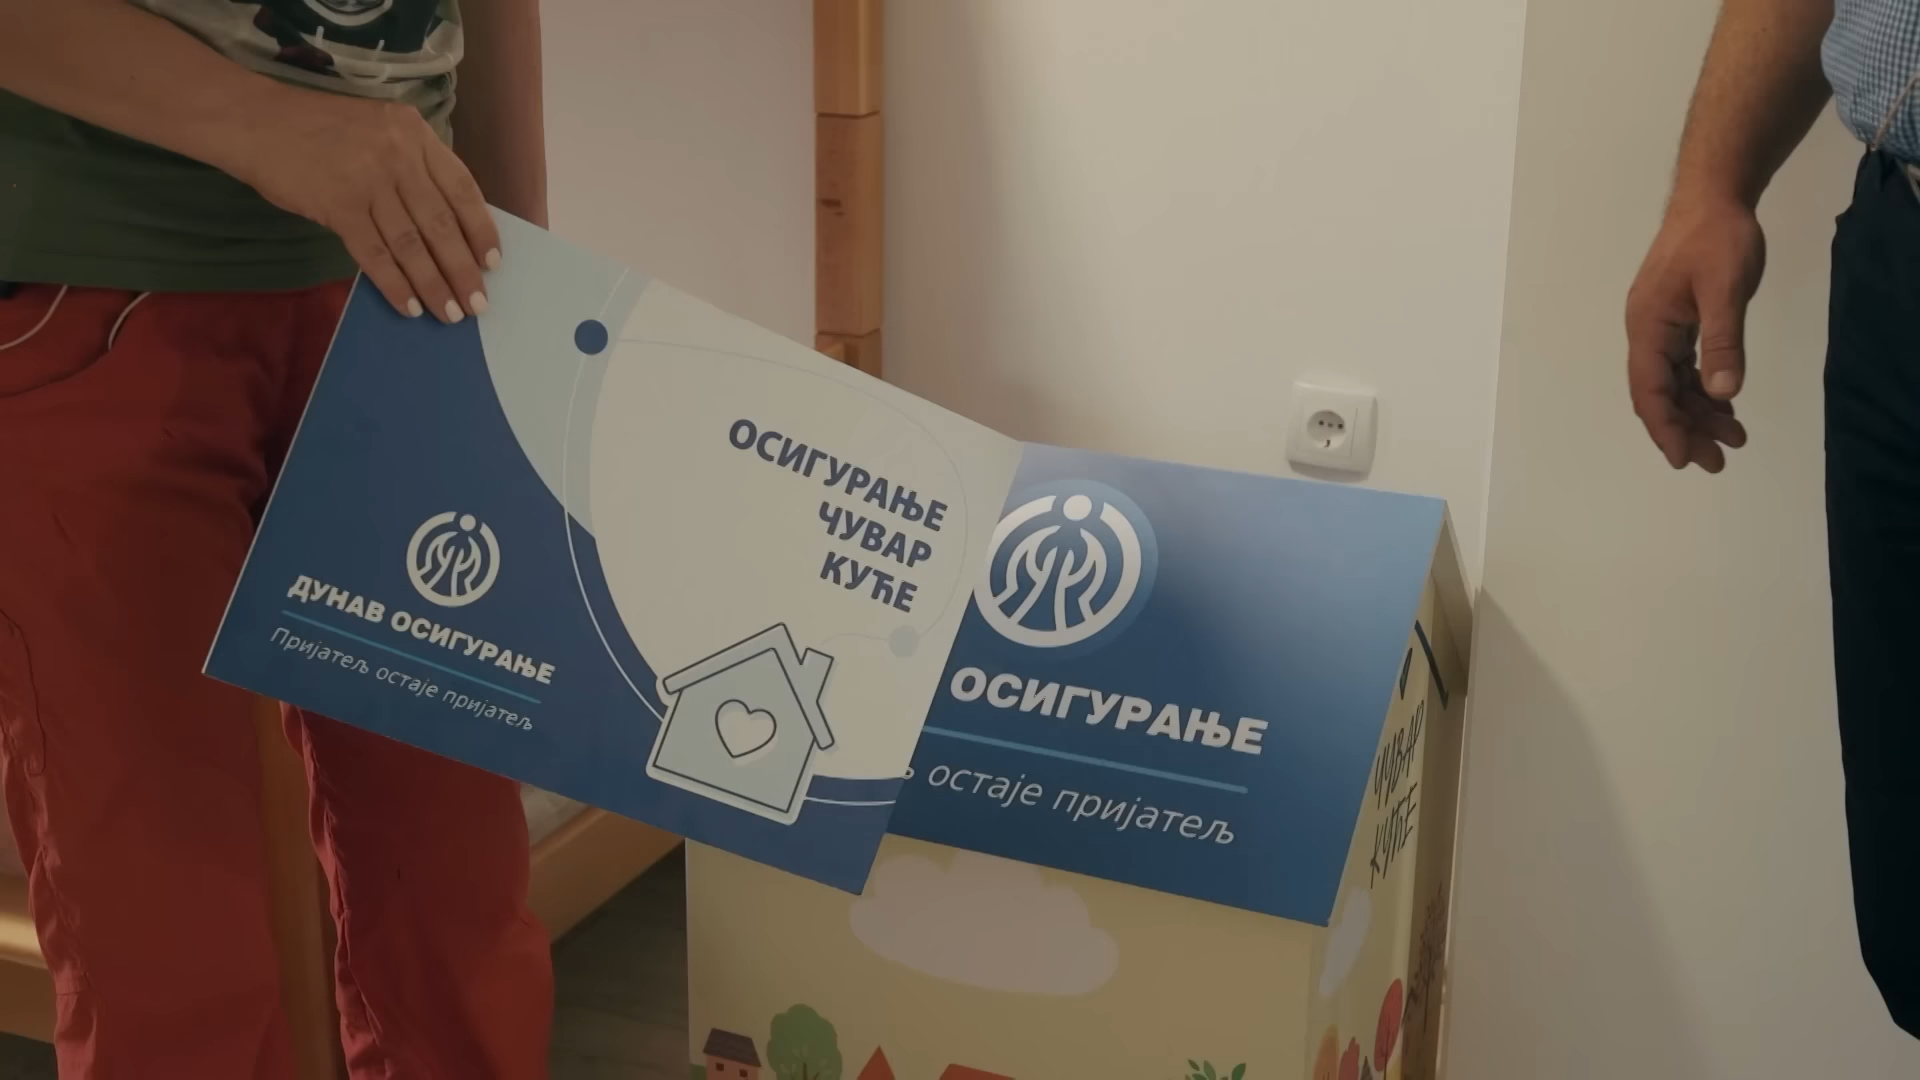 ОСИГУРАЊЕ
ЧУВАР
КУЋЕ
ДУНАВ ОСИГУРАЊЕ
Пријатељ остаје пријатељ
ОСИГУРАЊЕ
остаје пријатељ
ЧУВАР
КУЋЕ